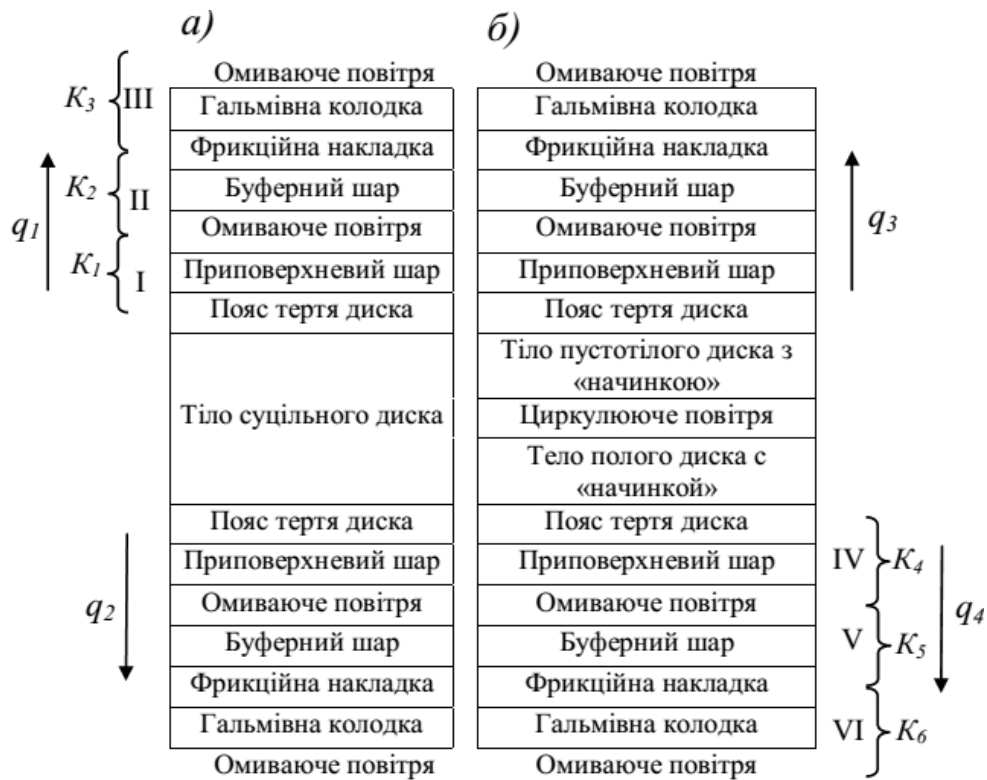 а)
б)
Омиваюче повітря
Омиваюче повітря
K3 III
Гальмівна колодка
Гальмівна колодка
Фрикційна накладка
Фрикційна накладка
K2 II
Буферний шар
Буферний шар
q1
q3
Омиваюче повітря
Омиваюче повітря
K1 I
Приповерхневий шар
Приповерхневий шар
Пояс тертя диска
Пояс тертя диска
Тіло суцільного диска
Тіло пустотілого диска з
«начинкою»
Циркулююче повітря
Тело полого диска с
«начинкой»
Пояс тертя диска
Пояс тертя диска
Приповерхневий шар
Приповерхневий шар
IV K4
q2
Омиваюче повітря
Омиваюче повітря
q4
Буферний шар
Буферний шар
V K5
Фрикційна накладка
Фрикційна накладка
Гальмівна колодка
Гальмівна колодка
VI K6
Омиваюче повітря
Омиваюче повітря